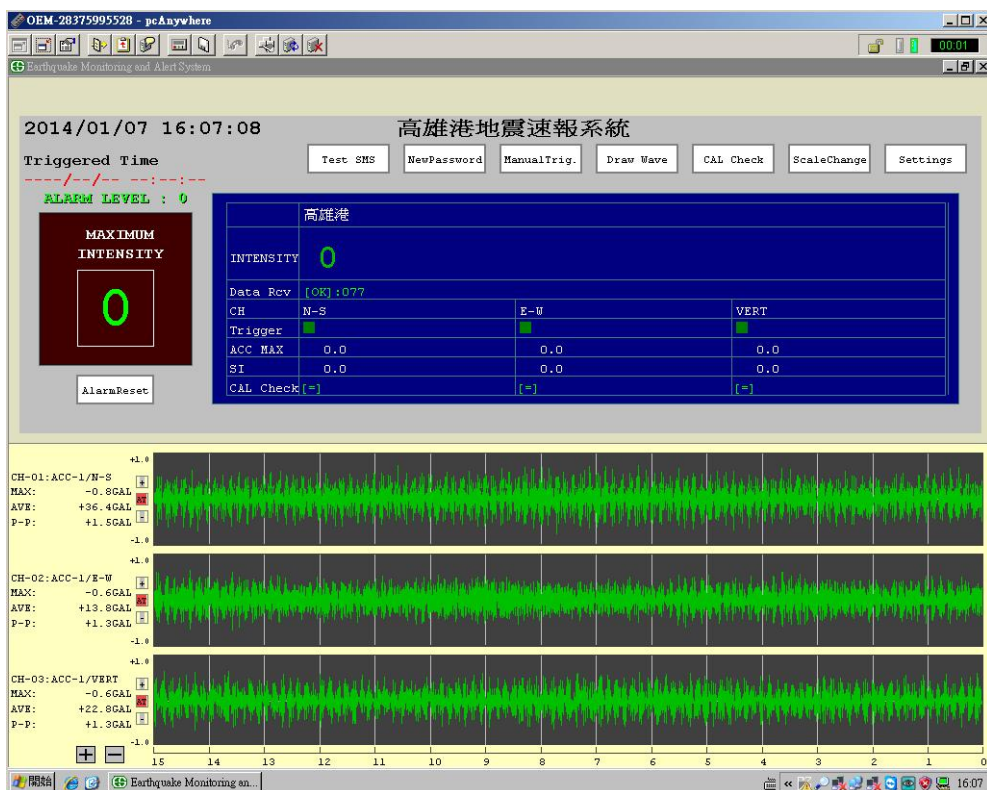 OEM-28375995528 - pcAnywhere
00:01
Earthquake Monitoring and Alert System
2014/01/07 16:07:08
高雄港地震速報系統
Triggered Time
Test SMS NewPassword ManualTrig. Draw Wave CAL Check ScaleChange Settings
----/--/-- --:--:--
ALARM LEVEL : 0
MAXIMUM
INTENSITY
0
AlarmReset
高雄港
INTENSITY 0
Data Rcv [OK]:077
CH N-S E-W VERT
Trigger
ACC MAX 0.0 0.0 0.0
SI 0.0 0.0 0.0
CAL Check [=] [=] [=]
+1.0
CH-01:ACC-1/N-S
MAX: -0.8GAL
AT
AVE: +36.4GAL
P-P: +1.5GAL
-1.0
+1.0
CH-02:ACC-1/E-W
MAX: -0.6GAL
AT
AVE: +13.8GAL
P-P: +1.3GAL
-1.0
+1.0
CH-03:ACC-1/VERT
MAX: -0.6GAL
AT
AVE: +22.8GAL
P-P: +1.3GAL
-1.0
15 14 13 12 11 10 9 8 7 6 5 4 3 2 1 0
開始 Earthquake Monitoring an... 16:07